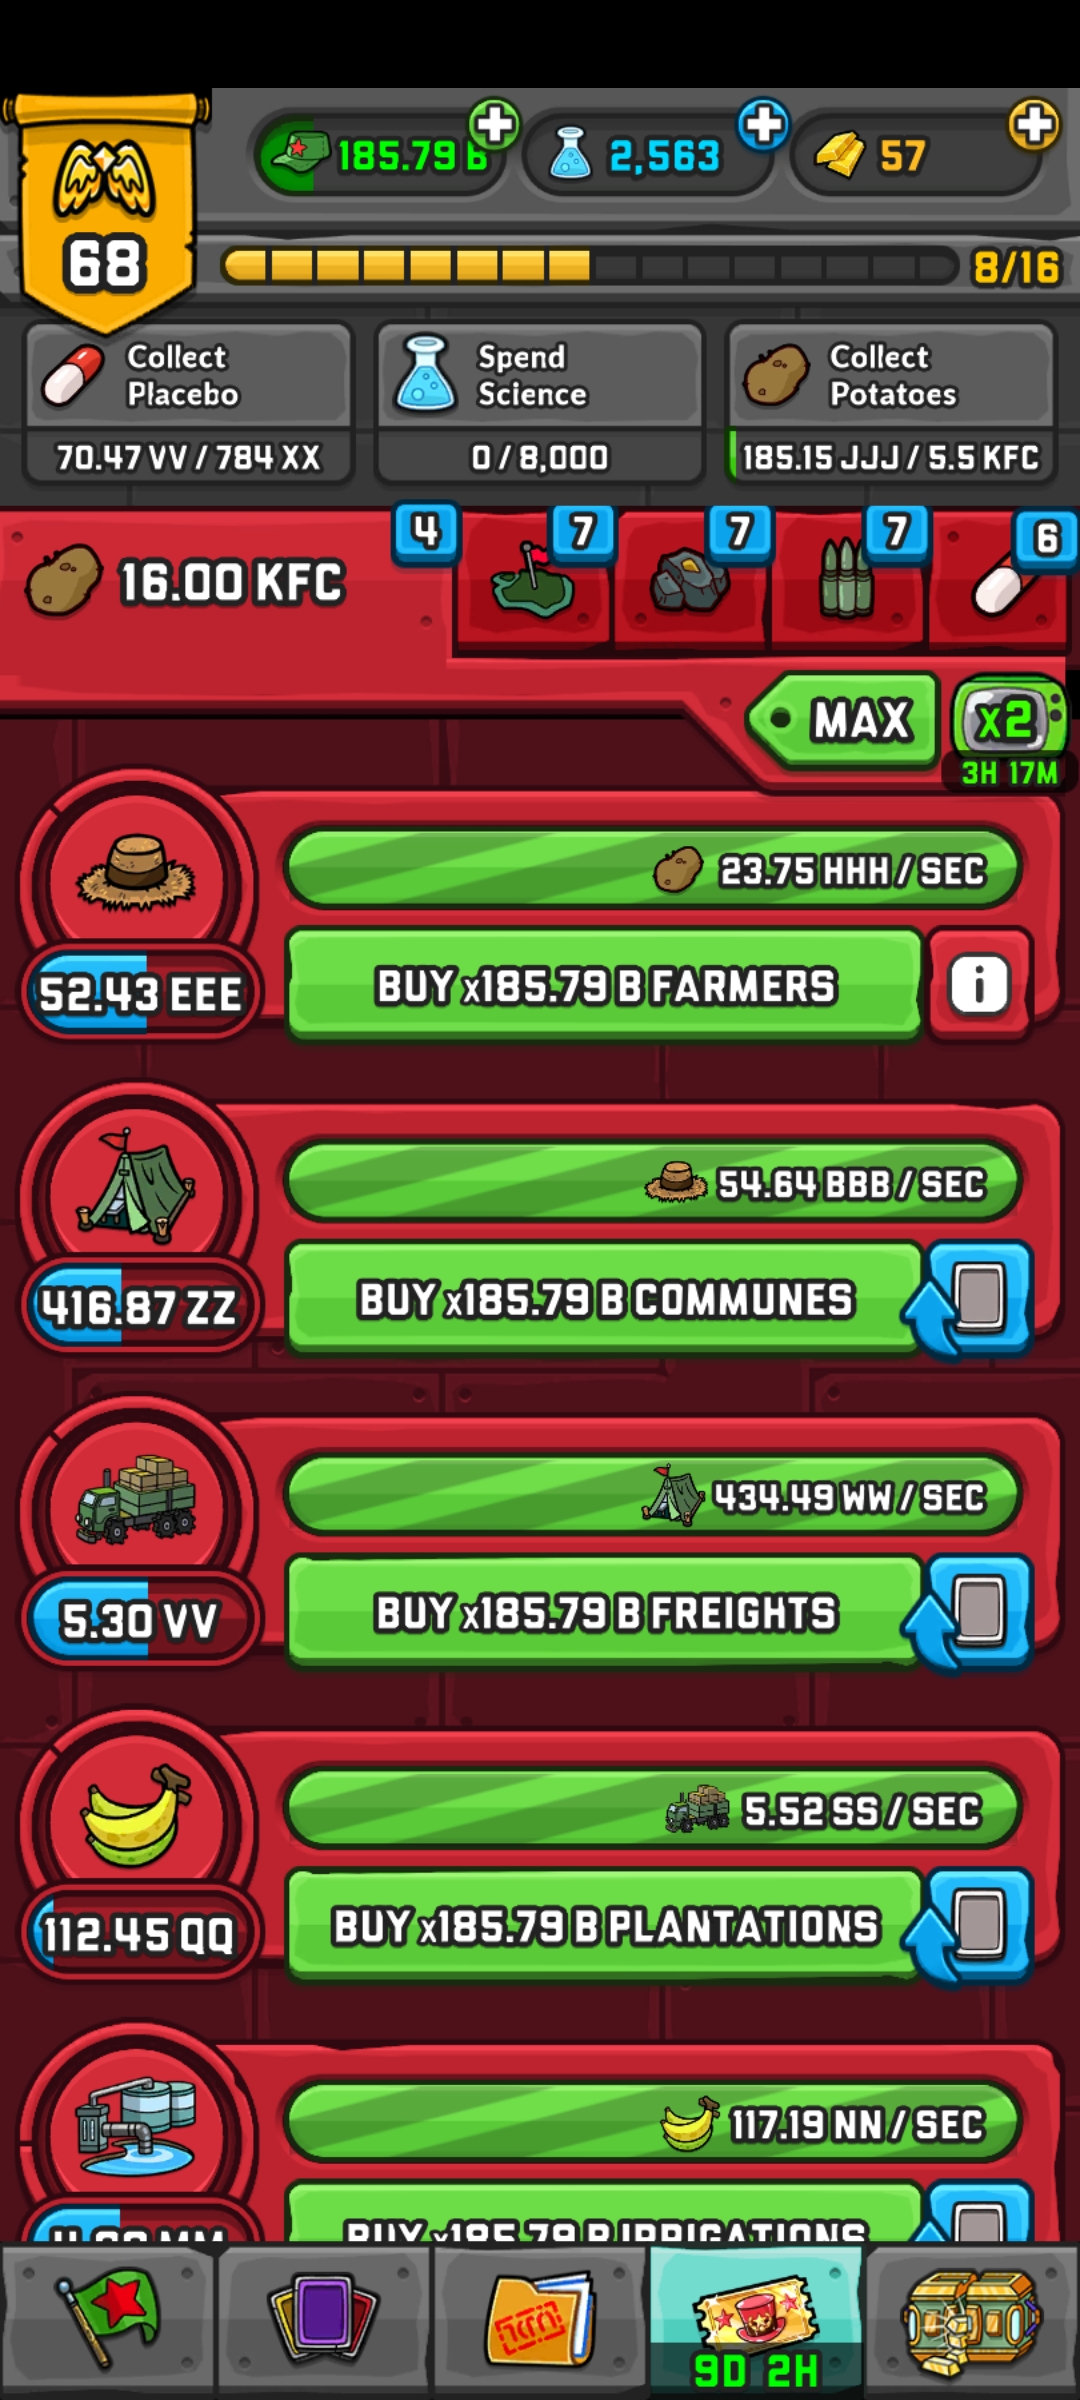 185.79 B
2,563
57
68
8/16
Collect
Placebo
70.47 VV / 784 XX
Spend
Science
0 / 8,000
Collect
Potatoes
185.15 JJJ / 5.5 KFC
16.00 KFC
4
7
7
7
6
MAX
x2
3H 17M
23.75 HHH / SEC
52.43 EEE
BUY x185.79 B FARMERS
i
54.64 BBB / SEC
416.87 ZZ
BUY x185.79 B COMMUNES
434.49 WW / SEC
5.30 VV
BUY x185.79 B FREIGHTS
5.52 SS / SEC
112.45 QQ
BUY x185.79 B PLANTATIONS
117.19 NN / SEC
BUY x185.79 B IRRIGATIONS
9D 2H